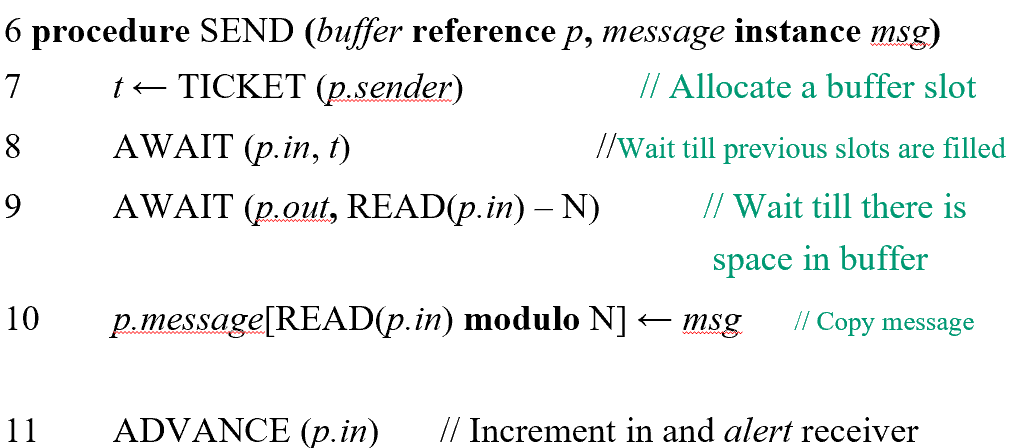 6 procedure SEND (buffer reference p, message instance msg)
7 t ← TICKET (p.sender) // Allocate a buffer slot
8 AWAIT (p.in, t) //Wait till previous slots are filled
9 AWAIT (p.out, READ(p.in) – N) // Wait till there is
space in buffer
10 p.message[READ(p.in) modulo N] ← msg // Copy message
11 ADVANCE (p.in) // Increment in and alert receiver